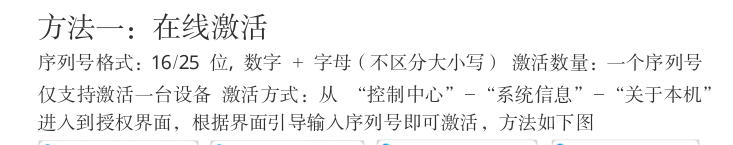 方法一：在线激活
序列号格式：16/25 位, 数字 + 字母（不区分大小写） 激活数量：一个序列号
仅支持激活一台设备 激活方式：从 “控制中心”–“系统信息”–“关于本机”
进入到授权界面，根据界面引导输入序列号即可激活，方法如下图